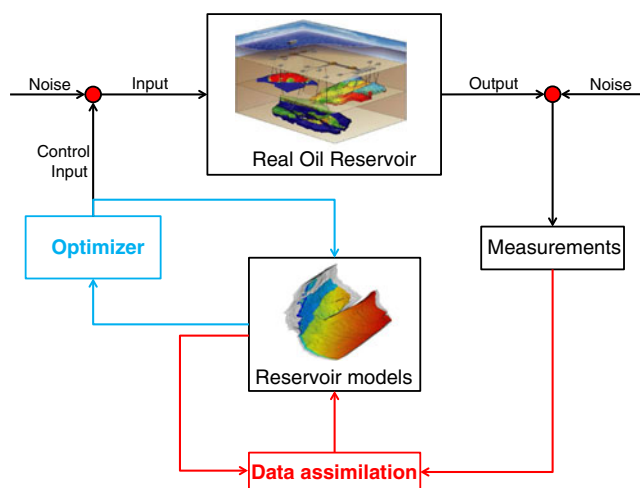 Noise
Input
Output
Noise
Real Oil Reservoir
Control
Input
Optimizer
Measurements
Reservoir models
Data assimilation